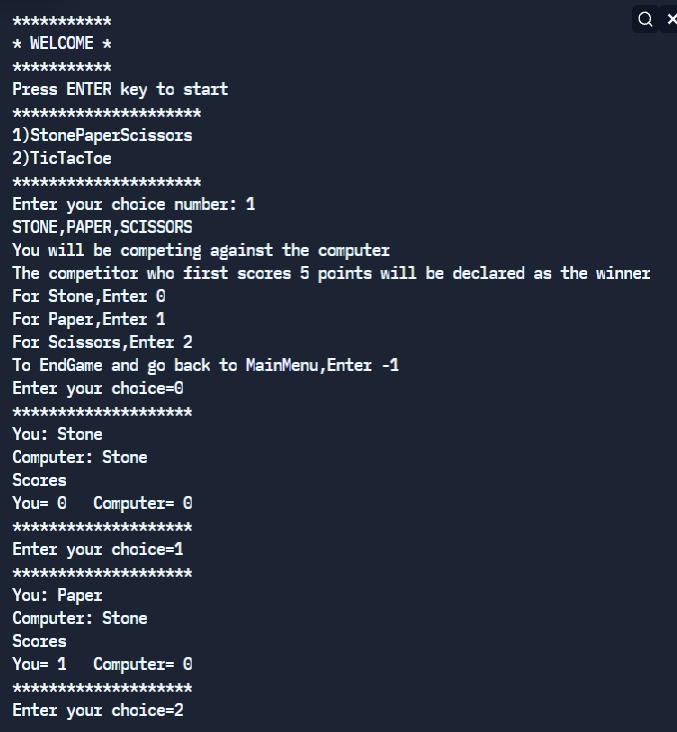 ***********
* WELCOME *
***********
Press ENTER key to start
*********************
1)StonePaperScissors
2)TicTacToe
*********************
Enter your choice number: 1
STONE,PAPER,SCISSORS
You will be competing against the computer
The competitor who first scores 5 points will be declared as the winner
For Stone,Enter 0
For Paper,Enter 1
For Scissors,Enter 2
To EndGame and go back to MainMenu,Enter -1
Enter your choice=0
********************
You: Stone
Computer: Stone
Scores
You= 0   Computer= 0
********************
Enter your choice=1
********************
You: Paper
Computer: Stone
Scores
You= 1   Computer= 0
********************
Enter your choice=2